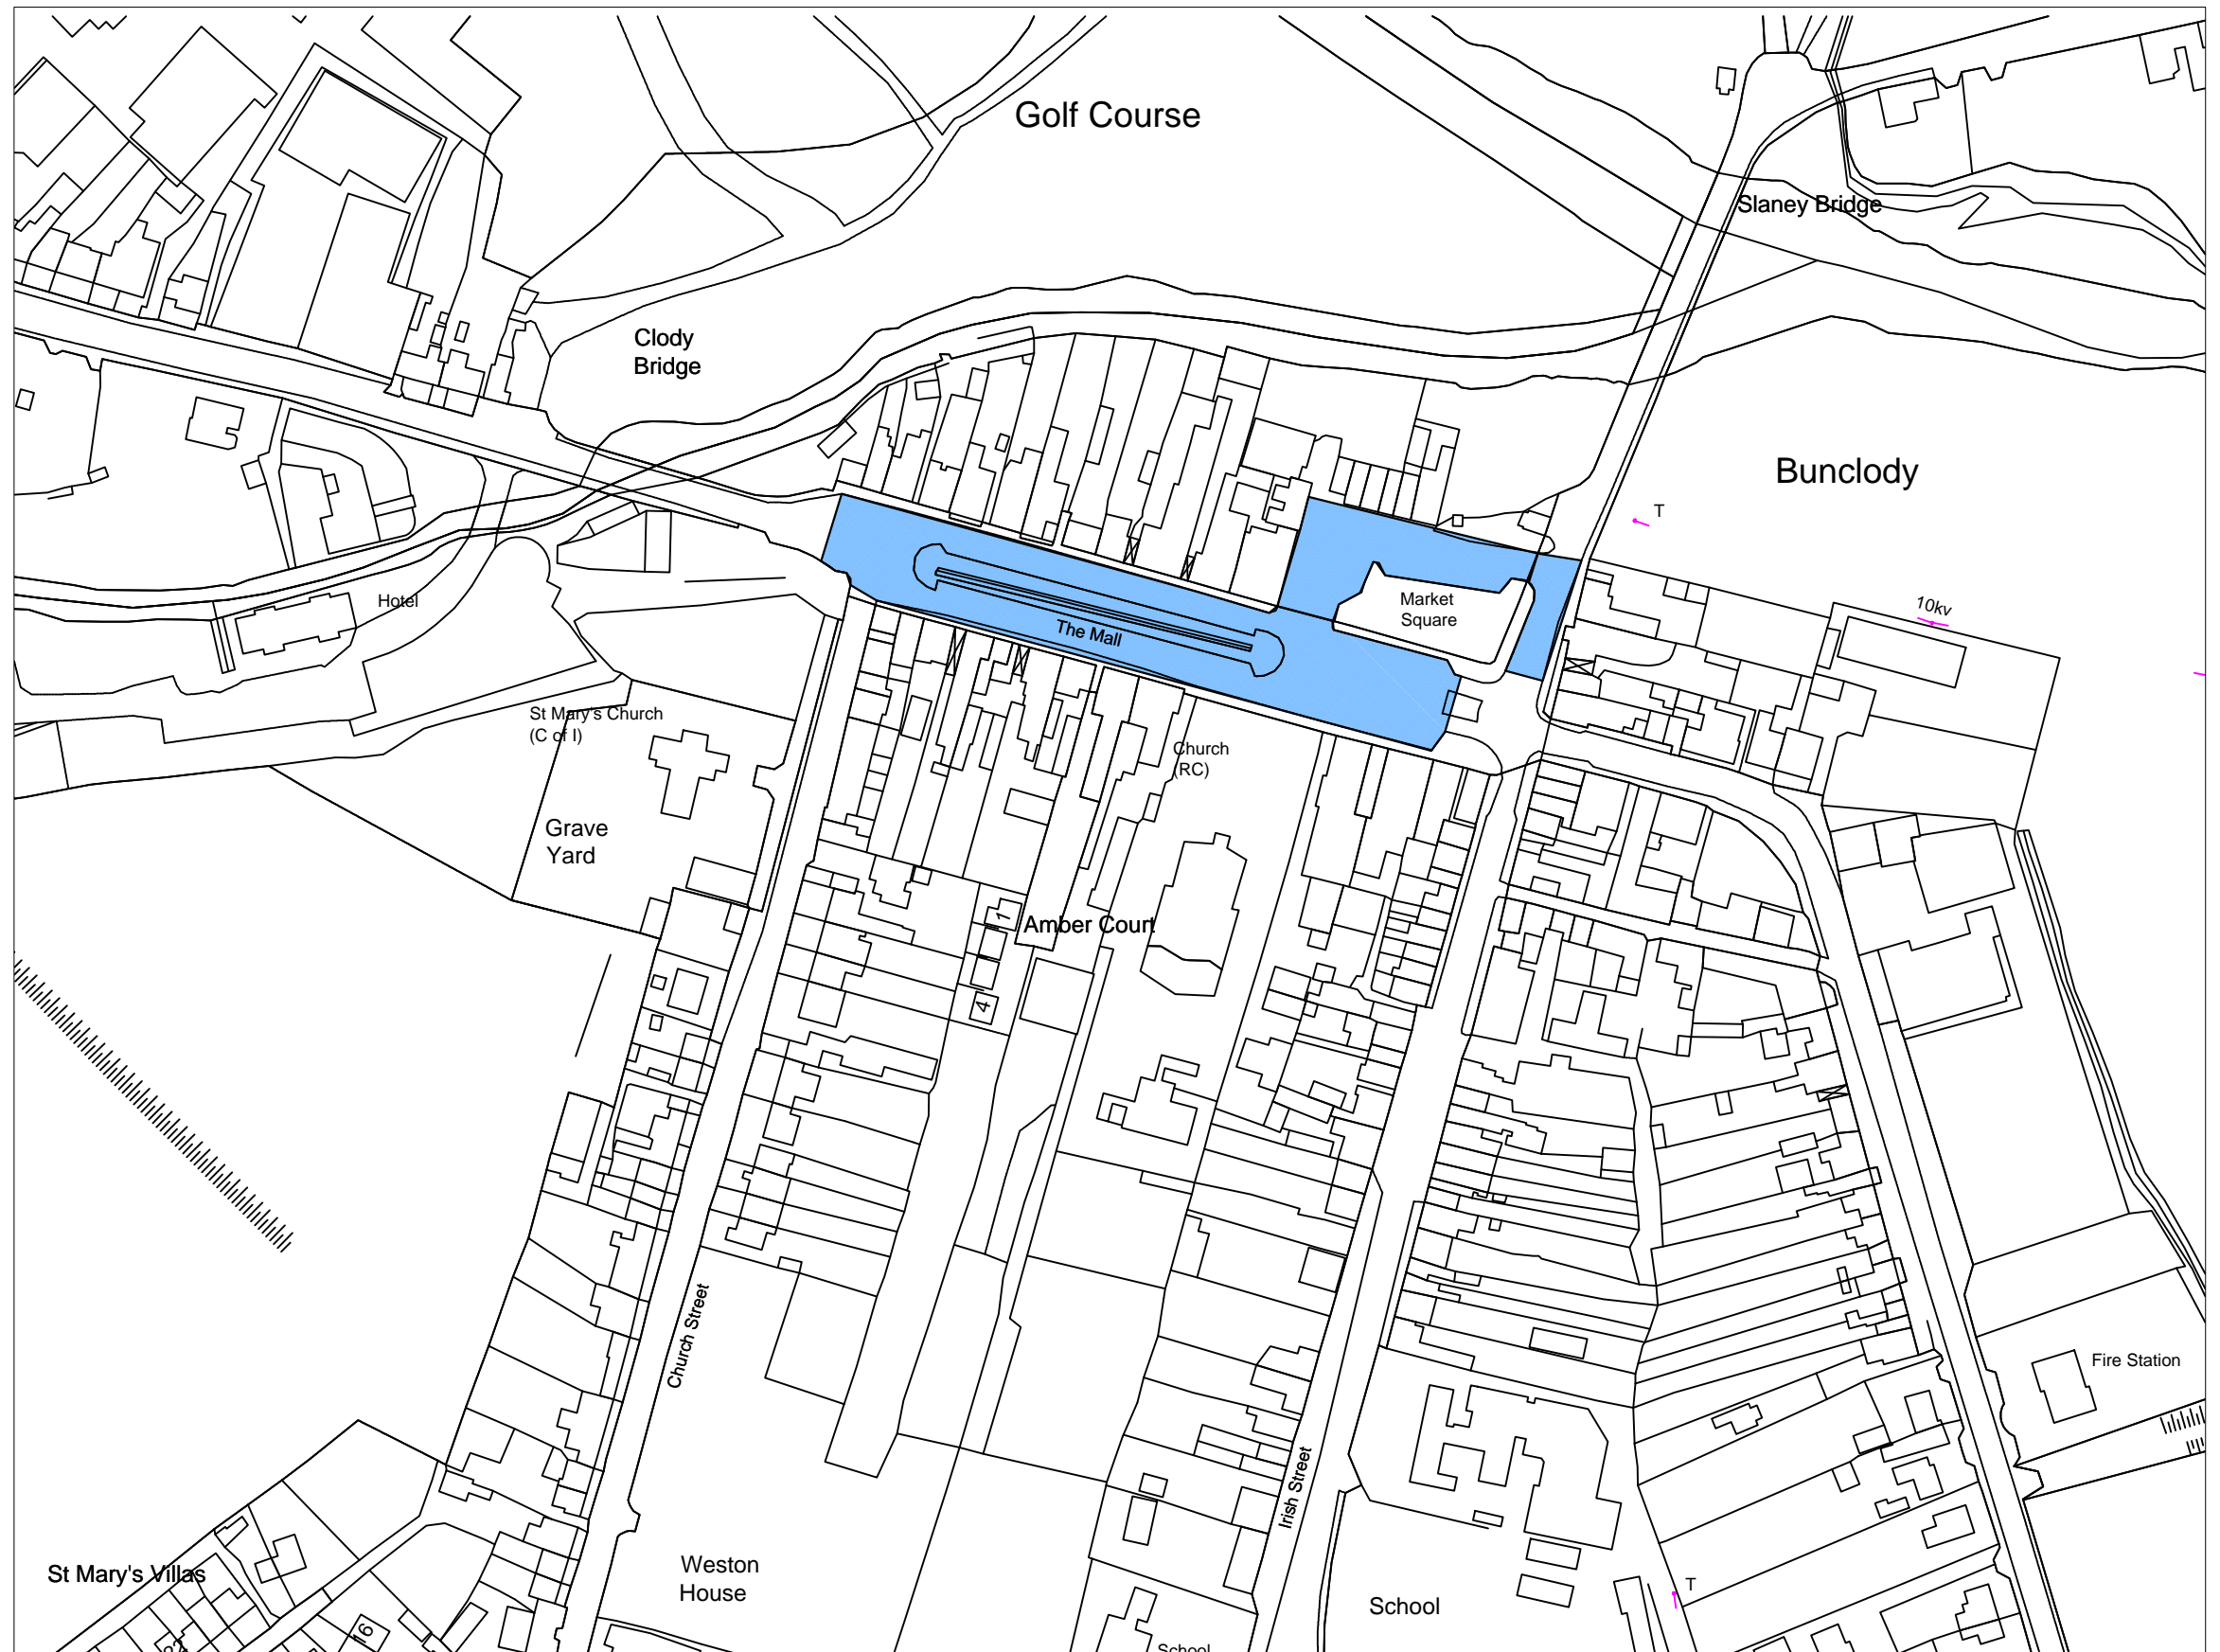 Golf Course
Slaney Bridge
Clody
Bridge
Bunclody
T
Market
Square
10kv
Hotel
The Mall
St Mary's Church
(C of I)
Church
(RC)
Grave
Yard
1
Amber Court
4
Church Street
Fire Station
Irish Street
Weston
House
St Mary's Villas
School
T
16
22
School